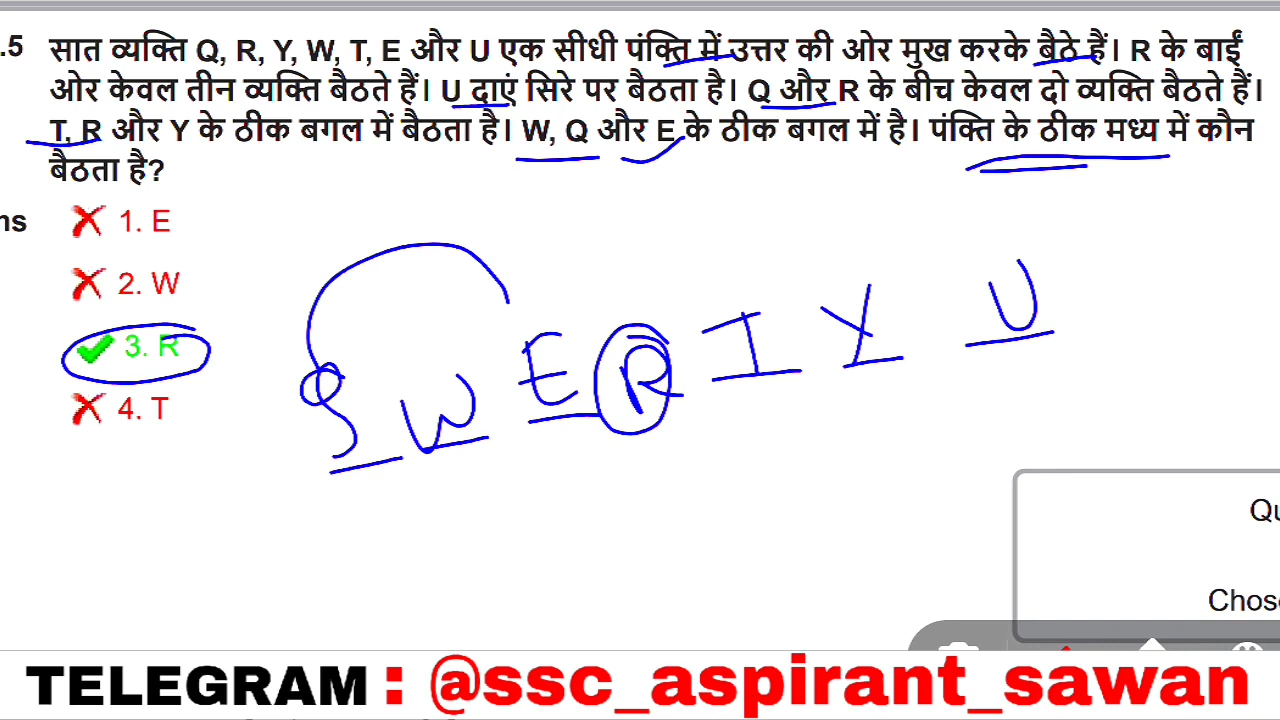 .5 सात व्यक्ति Q, R, Y, W, T, E और U एक सीधी पंक्ति में उत्तर की ओर मुख करके बैठे हैं। R के बाईं
ओर केवल तीन व्यक्ति बैठते हैं। U दाएं सिरे पर बैठता है। Q और R के बीच केवल दो व्यक्ति बैठते हैं।
T, R और Y के ठीक बगल में बैठता है। W, Q और E के ठीक बगल में है। पंक्ति के ठीक मध्य में कौन
बैठता है?
ns 1. E
2. W
3. R
4. T
Q W E R T Y U
Qu
Chose
TELEGRAM : @ssc_aspirant_sawan